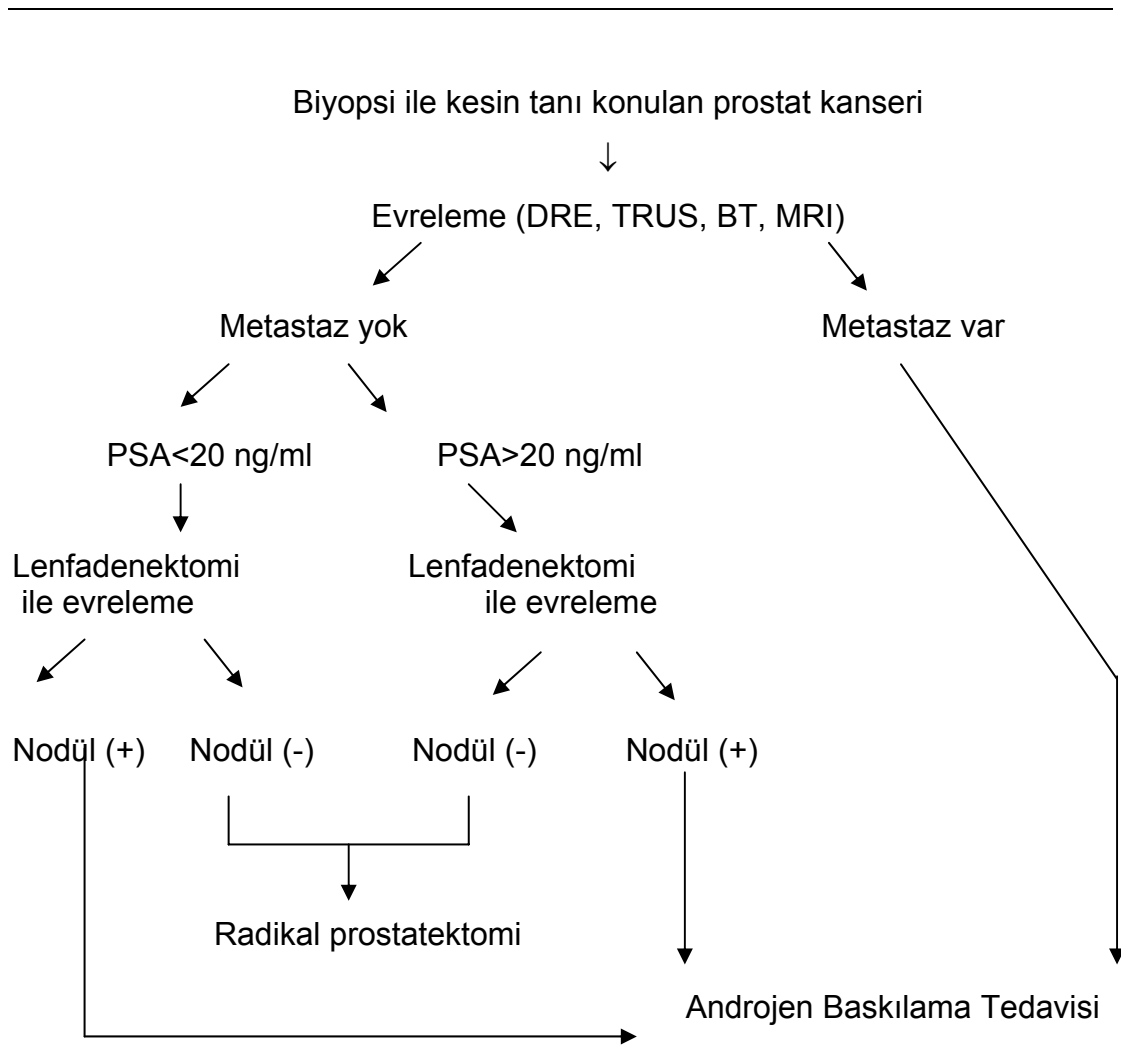 Biyopsi ile kesin tanı konulan prostat kanseri
↓
Evreleme (DRE, TRUS, BT, MRI)
Metastaz yok
Metastaz var
PSA<20 ng/ml
PSA>20 ng/ml
Lenfadenektomi
ile evreleme
Lenfadenektomi
ile evreleme
Nodül (+)
Nodül (-)
Nodül (-)
Nodül (+)
Radikal prostatektomi
Androjen Baskılama Tedavisi